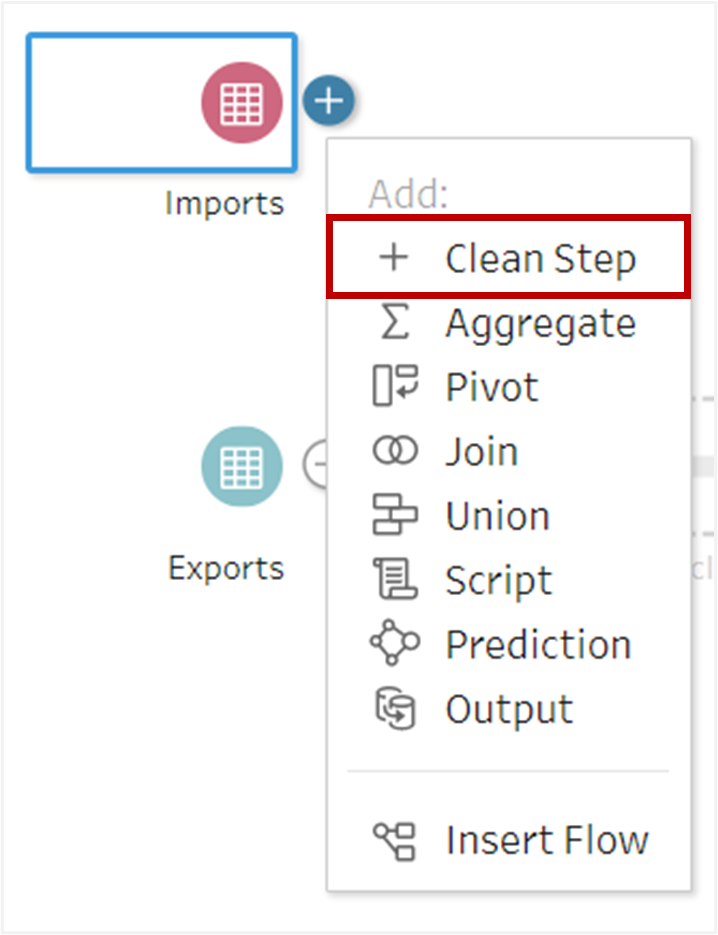 Imports
Add:
Clean Step
Aggregate
Pivot
Join
Union
Script
Prediction
Output
Insert Flow
Exports